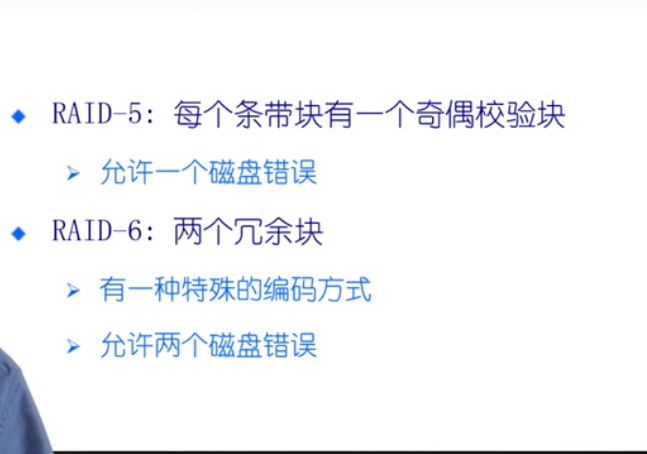 RAID-5: 每个条带块有一个奇偶校验块
允许一个磁盘错误
RAID-6: 两个冗余块
有一种特殊的编码方式
允许两个磁盘错误